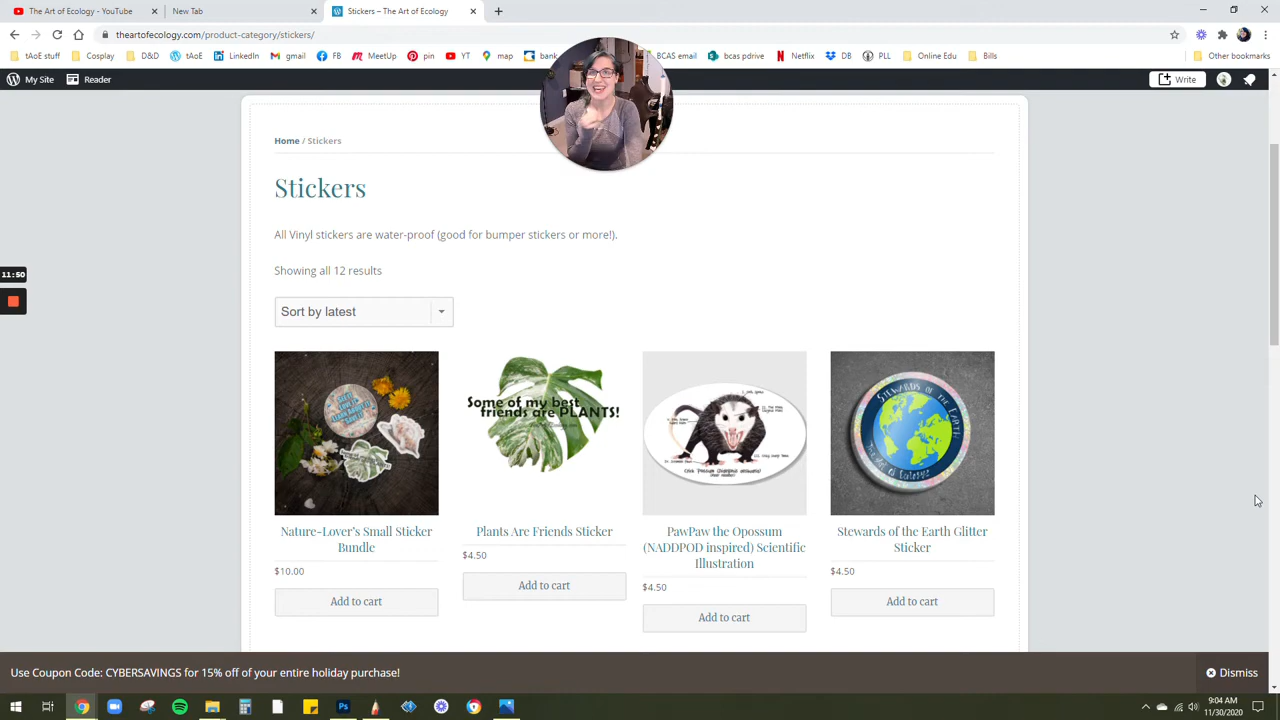 The Art of Ecology - YouTube
New Tab
Stickers – The Art of Ecology
theartofecology.com/product-category/stickers/
tAoE stuff Cosplay D&D tAoE LinkedIn gmail FB MeetUp pin YT map bank BCAS email bcas pdrive Netflix DB PLL Online Edu Bills Other bookmarks
My Site Reader Write
Home / Stickers
Stickers
All Vinyl stickers are water-proof (good for bumper stickers or more!).
Showing all 12 results
11:50
Sort by latest
Some of my best
friends are PLANTS!
STEWARDS OF THE EARTH
Nature-Lover's Small Sticker
Bundle
$10.00
Add to cart
Plants Are Friends Sticker
$4.50
Add to cart
PawPaw the Opossum
(NADDPOD inspired) Scientific
Illustration
$4.50
Add to cart
Stewards of the Earth Glitter
Sticker
$4.50
Add to cart
Use Coupon Code: CYBERSAVINGS for 15% off of your entire holiday purchase!
Dismiss
9:04 AM
11/30/2020